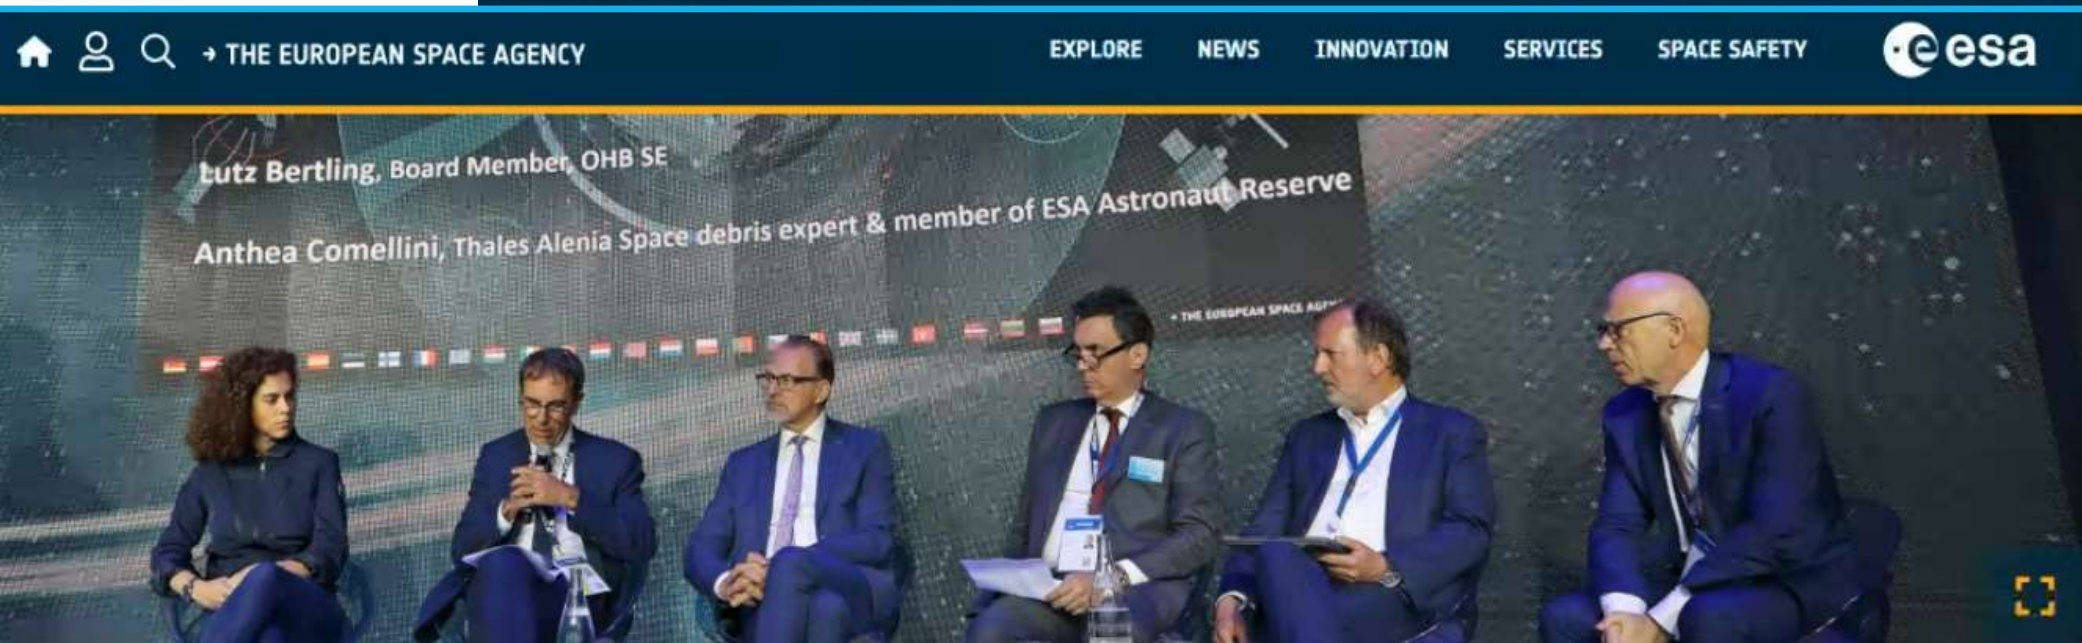 → THE EUROPEAN SPACE AGENCY
EXPLORE NEWS INNOVATION SERVICES SPACE SAFETY
esa
Lutz Bertling, Board Member, OHB SE
Anthea Comellini, Thales Alenia Space debris expert & member of ESA Astronaut Reserve
→ THE EUROPEAN SPACE